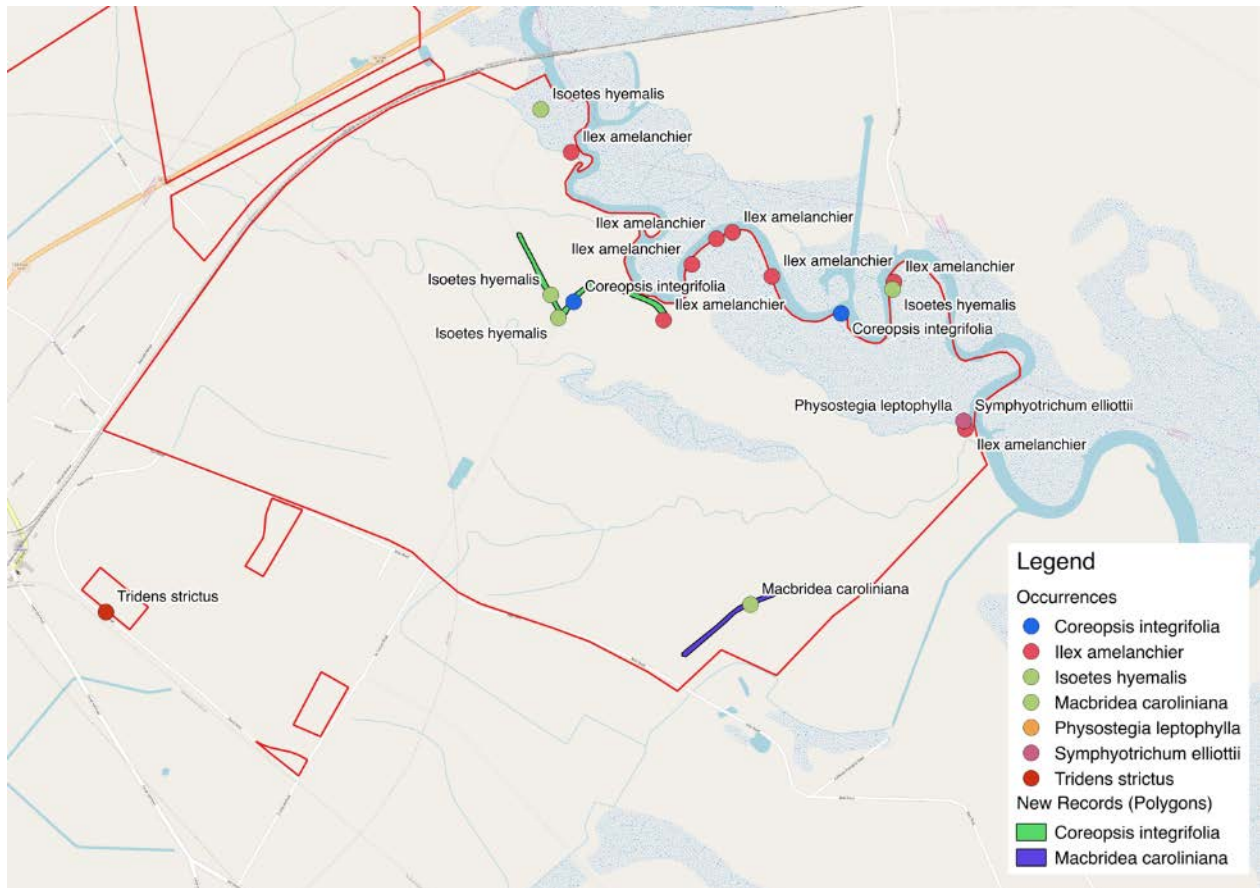 Isoetes hyemalis
Ilex amelanchier
Ilex amelanchier
Ilex amelanchier
Ilex amelanchier
Ilex amelanchier
Ilex amelanchier
Isoetes hyemalis
Coreopsis integrifolia
Ilex amelanchier
Isoetes hyemalis
Isoetes hyemalis
Coreopsis integrifolia
Physostegia leptophylla
Symphyotrichum elliottii
Ilex amelanchier
Macbridea caroliniana
Tridens strictus
Legend
Occurrences
Coreopsis integrifolia
Ilex amelanchier
Isoetes hyemalis
Macbridea caroliniana
Physostegia leptophylla
Symphyotrichum elliottii
Tridens strictus
New Records (Polygons)
Coreopsis integrifolia
Macbridea caroliniana